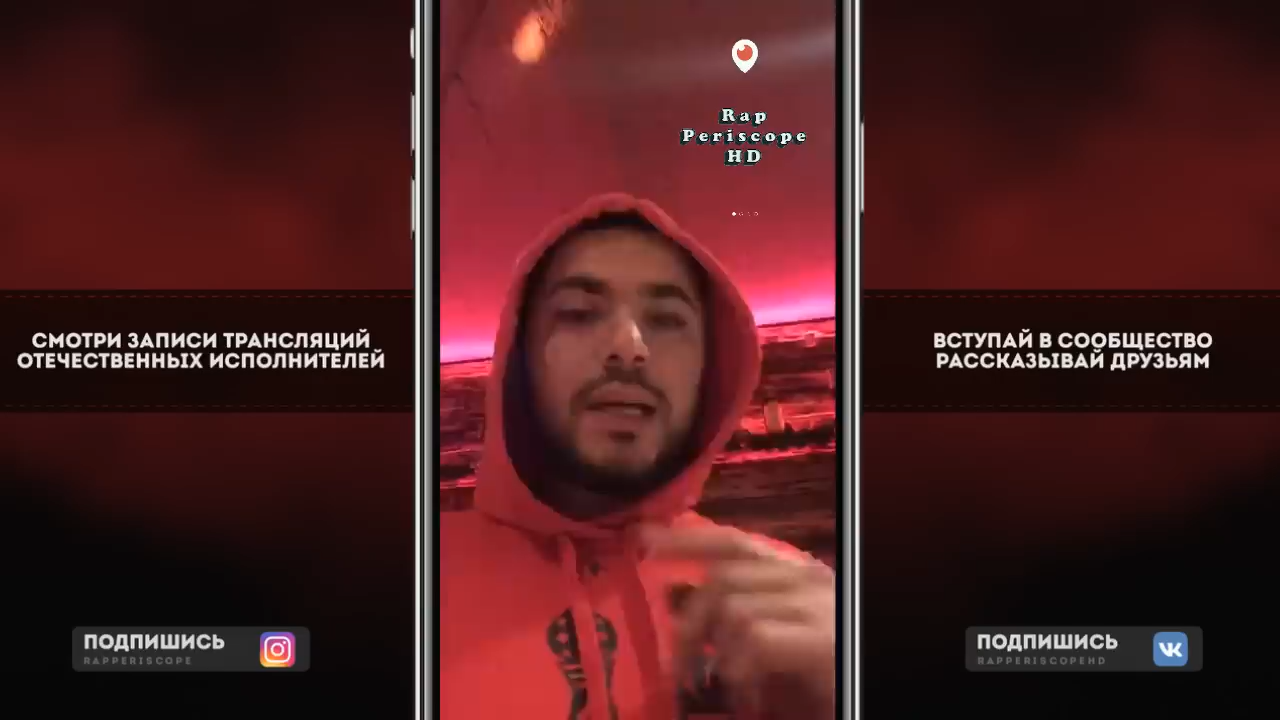 Rap
Periscope
HD
СМОТРИ ЗАПИСИ ТРАНСЛЯЦИЙ
ОТЕЧЕСТВЕННЫХ ИСПОЛНИТЕЛЕЙ
ВСТУПАЙ В СООБЩЕСТВО
РАССКАЗЫВАЙ ДРУЗЬЯМ
ПОДПИШИСЬ
RAPPERISCOPE
ПОДПИШИСЬ
RAPPERISCOPEHD